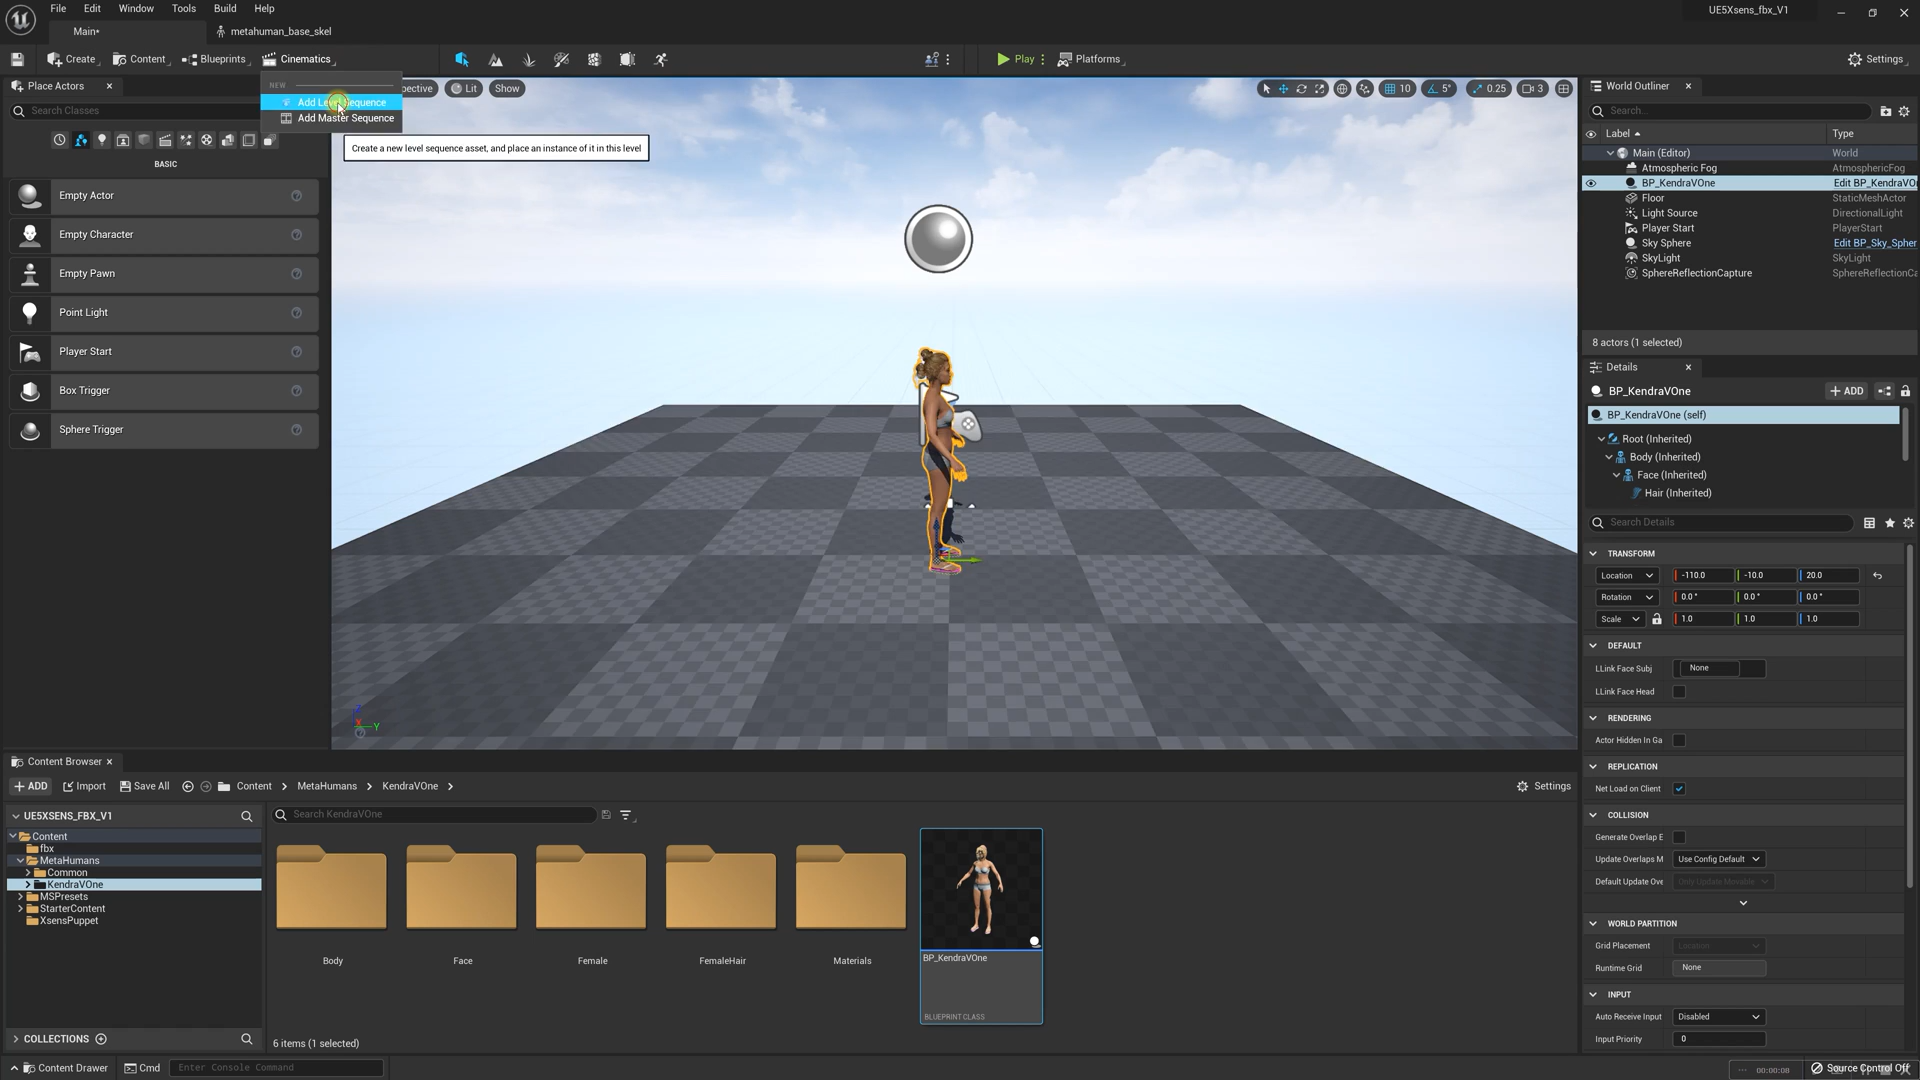 File Edit Window Tools Build Help
UE5Xsens_fbx_V1
Main*
metahuman_base_skel
Create
Content
Blueprints
Cinematics
Play
Platforms
Settings
Place Actors
Search Classes
BASIC
Empty Actor
Empty Character
Empty Pawn
Point Light
Player Start
Box Trigger
Sphere Trigger
NEW
Add Level Sequence
Add Master Sequence
Create a new level sequence asset, and place an instance of it in this level
pective
Lit
Show
10
5°
0.25
3
Z
X
Y
World Outliner
Search...
Label
Type
Main (Editor) World
Atmospheric Fog AtmosphericFog
BP_KendraVOne Edit BP_KendraVO
Floor StaticMeshActor
Light Source DirectionalLight
Player Start PlayerStart
Sky Sphere Edit BP_Sky_Spher
SkyLight SkyLight
SphereReflectionCapture SphereReflectionCa
8 actors (1 selected)
Details
BP_KendraVOne
ADD
BP_KendraVOne (self)
Root (Inherited)
Body (Inherited)
Face (Inherited)
Hair (Inherited)
Search Details
TRANSFORM
Location -110.0 -10.0 20.0
Rotation 0.0 ° 0.0 ° 0.0 °
Scale 1.0 1.0 1.0
DEFAULT
LLink Face Subj None
LLink Face Head
RENDERING
Actor Hidden In Ga
REPLICATION
Net Load on Client
COLLISION
Generate Overlap E
Update Overlaps M Use Config Default
Default Update Ove Only Update Movable
WORLD PARTITION
Grid Placement Location
Runtime Grid None
INPUT
Auto Receive Input Disabled
Input Priority 0
Content Browser
ADD
Import
Save All
Content
MetaHumans
KendraVOne
Settings
UE5XSENS_FBX_V1
Content
fbx
MetaHumans
Common
KendraVOne
MSPresets
StarterContent
XsensPuppet
COLLECTIONS
Search KendraVOne
Body
Face
Female
FemaleHair
Materials
BP_KendraVOne
BLUEPRINT CLASS
6 items (1 selected)
Content Drawer
Cmd
Enter Console Command
00:00:00
Source Control Off